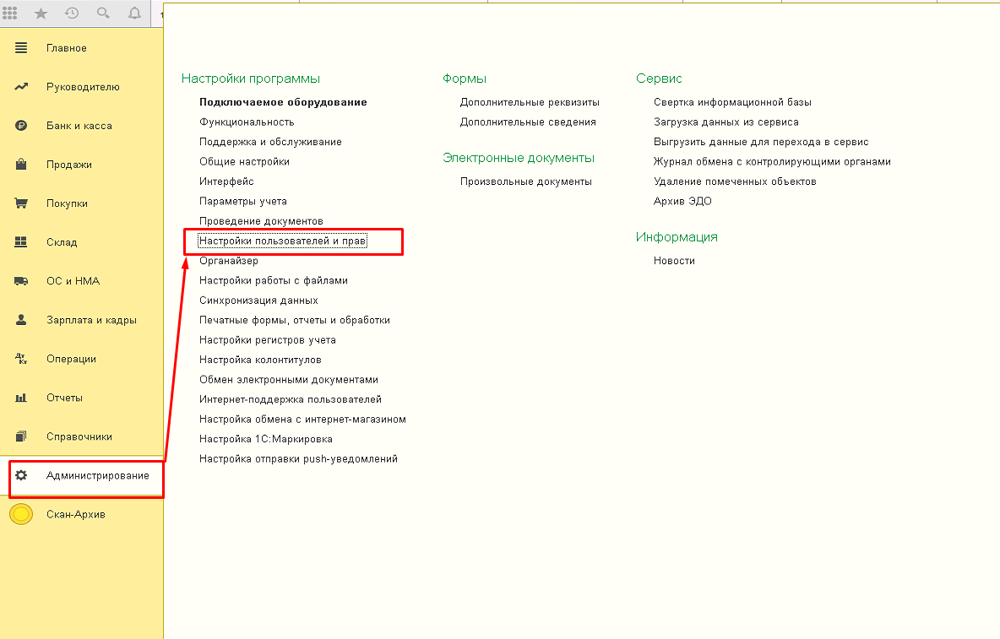 Главное
Руководителю
Банк и касса
Продажи
Покупки
Склад
ОС и НМА
Зарплата и кадры
Дт Кт
Операции
Отчеты
Справочники
Администрирование
Скан-Архив
Настройки программы
Подключаемое оборудование
Функциональность
Поддержка и обслуживание
Общие настройки
Интерфейс
Параметры учета
Проведение документов
Настройки пользователей и прав
Органайзер
Настройки работы с файлами
Синхронизация данных
Печатные формы, отчеты и обработки
Настройки регистров учета
Настройка колонтитулов
Обмен электронными документами
Интернет-поддержка пользователей
Настройка обмена с интернет-магазином
Настройка 1С:Маркировка
Настройка отправки push-уведомлений
Формы
Дополнительные реквизиты
Дополнительные сведения
Электронные документы
Произвольные документы
Сервис
Свертка информационной базы
Загрузка данных из сервиса
Выгрузить данные для перехода в сервис
Журнал обмена с контролирующими органами
Удаление помеченных объектов
Архив ЭДО
Информация
Новости